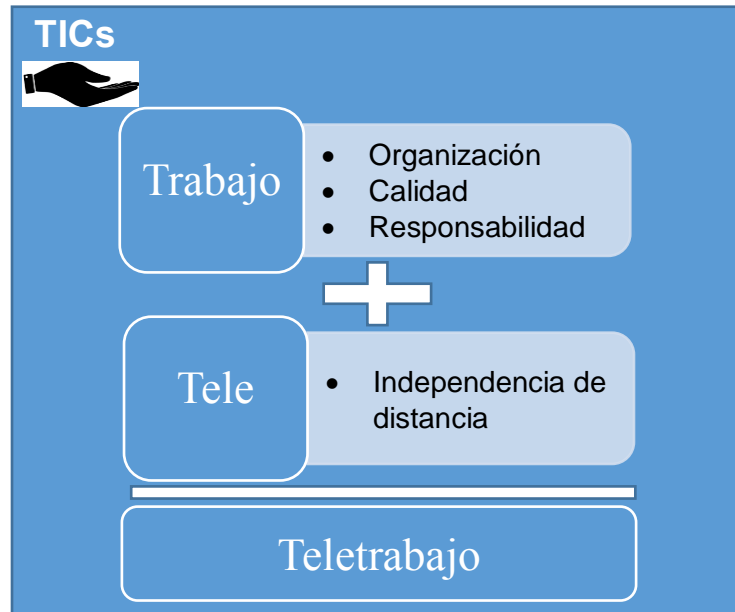 TICs
Trabajo
• Organización
• Calidad
• Responsabilidad
Tele
• Independencia de
distancia
Teletrabajo